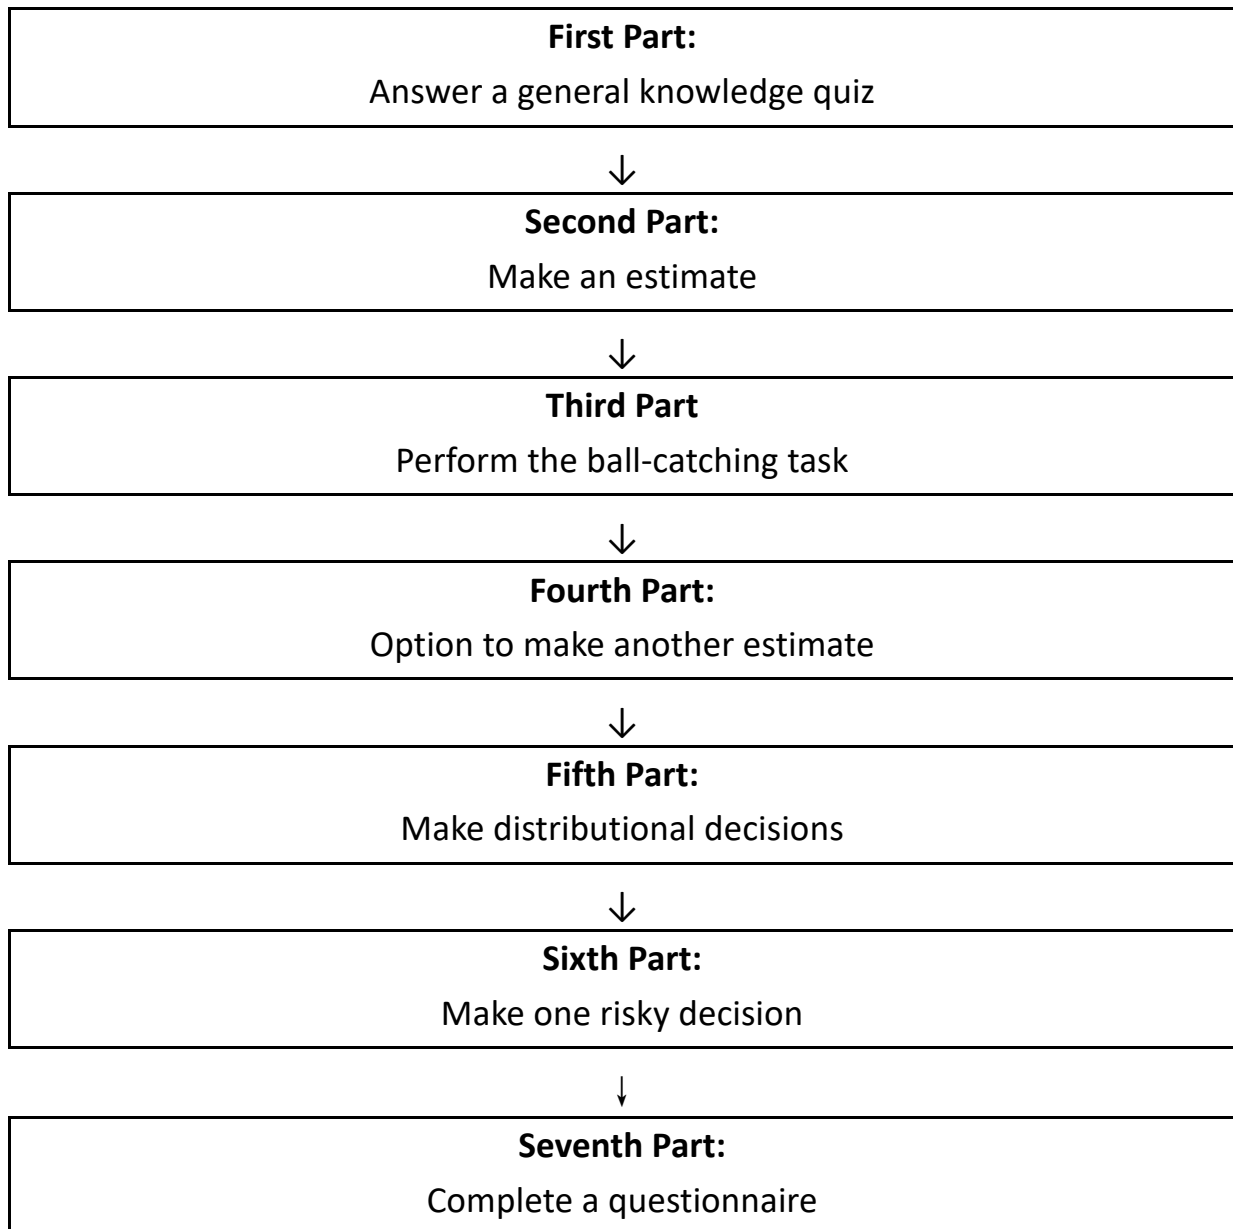 First Part:
Answer a general knowledge quiz
Second Part:
Make an estimate
Third Part
Perform the ball-catching task
Fourth Part:
Option to make another estimate
Fifth Part:
Make distributional decisions
Sixth Part:
Make one risky decision
Seventh Part:
Complete a questionnaire